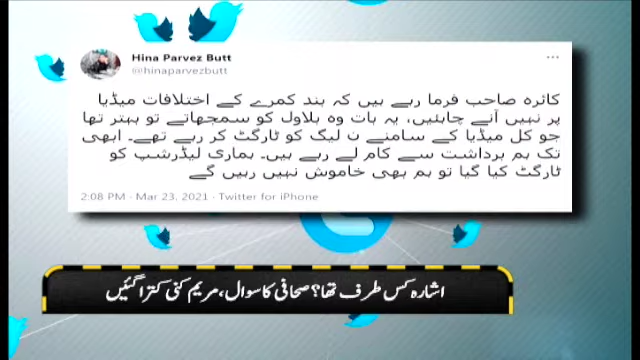 Hina Parvez Butt
@hinaparvezbutt
کائرہ صاحب فرما رہے ہیں کہ بند کمرے کے اختلافات میڈیا
پر نہیں آنے چاہئیں، یہ بات وہ بلاول کو سمجھاتے تو بہتر تھا
جو کل میڈیا کے سامنے ن لیگ کو ٹارگٹ کر رہے تھے۔ ابھی
تک ہم برداشت سے کام لے رہے ہیں۔ ہماری لیڈرشپ کو
ٹارگٹ کیا گیا تو ہم بھی خاموش نہیں رہیں گے
2:08 PM · Mar 23, 2021 · Twitter for iPhone
اشارہ کس طرف تھا؟ صحافی کا سوال، مریم کنی کترا گئیں